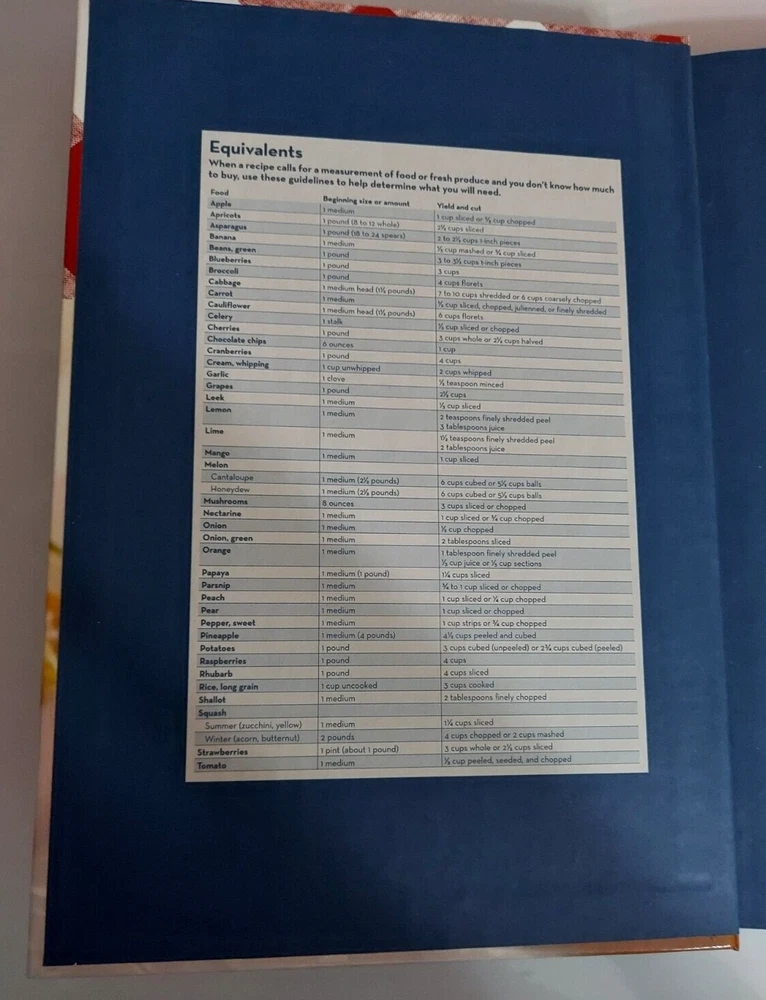 Equivalents
When a recipe calls for a measurement of food or fresh produce and you don't know how much
to buy, use these guidelines to help determine what you will need.
Food Beginning size or amount Yield and cut
Apple 1 medium 1 cup sliced or cup chopped
Apricots 1 pound (8 to 12 whole) cups sliced
Asparagus 1 pound (18 to 24 spears) 2 to 2½ cups 1-inch pieces
Banana 1 medium cup mashed or ¾ cup sliced
Beans, green 1 pound 3 to 3½ cups 1-inch pieces
Blueberries 1 pound 3 cups
Broccoli 1 pound 4 cups florets
Cabbage 1 medium head (1½ pounds) 7 to 10 cups shredded or 6 cups coarsely chopped
Carrot 1 medium ½ cup sliced, chopped, julienned, or finely shredded
Cauliflower 1 medium head (1½ pounds) 6 cups florets
Celery 1 stalk ½ cup sliced or chopped
Cherries 1 pound 3 cups whole or 2½ cups halved
Chocolate chips 6 ounces 1 cup
Cranberries 1 pound 4 cups
Cream, whipping 1 cup unwhipped 2 cups whipped
Garlic 1 clove ½ teaspoon minced
Grapes 1 pound 2½ cups
Leek 1 medium cup sliced
Lemon 1 medium 2 teaspoons finely shredded peel
3 tablespoons juice
Lime 1 medium 1½ teaspoons finely shredded peel
2 tablespoons juice
Mango 1 medium 1 cup sliced
Melon
Cantaloupe 1 medium (2½ pounds) 6 cups cubed or 5½ cups balls
Honeydew 1 medium (2½ pounds) 6 cups cubed or 5½ cups balls
Mushrooms 8 ounces 3 cups sliced or chopped
Nectarine 1 medium 1 cup sliced or ¾ cup chopped
Onion 1 medium ½ cup chopped
Onion, green 1 medium 2 tablespoons sliced
Orange 1 medium 1 tablespoon finely shredded peel
⅓ cup juice or ⅓ cup sections
Papaya 1 medium (1 pound) 1¼ cups sliced
Parsnip 1 medium ¾ to 1 cup sliced or chopped
Peach 1 medium 1 cup sliced or ¾ cup chopped
Pear 1 medium 1 cup sliced or chopped
Pepper, sweet 1 medium 1 cup strips or ¾ cup chopped
Pineapple 1 medium (4 pounds) 4½ cups peeled and cubed
Potatoes 1 pound 3 cups cubed (unpeeled) or 2¾ cups cubed (peeled)
Raspberries 1 pound 4 cups
Rhubarb 1 pound 4 cups sliced
Rice, long grain 1 cup uncooked 3 cups cooked
Shallot 1 medium 2 tablespoons finely chopped
Squash
Summer (zucchini, yellow) 1 medium 1¼ cups sliced
Winter (acorn, butternut) 2 pounds 4 cups chopped or 2 cups mashed
Strawberries 1 pint (about 1 pound) 3 cups whole or 2½ cups sliced
Tomato 1 medium ½ cup peeled, seeded, and chopped